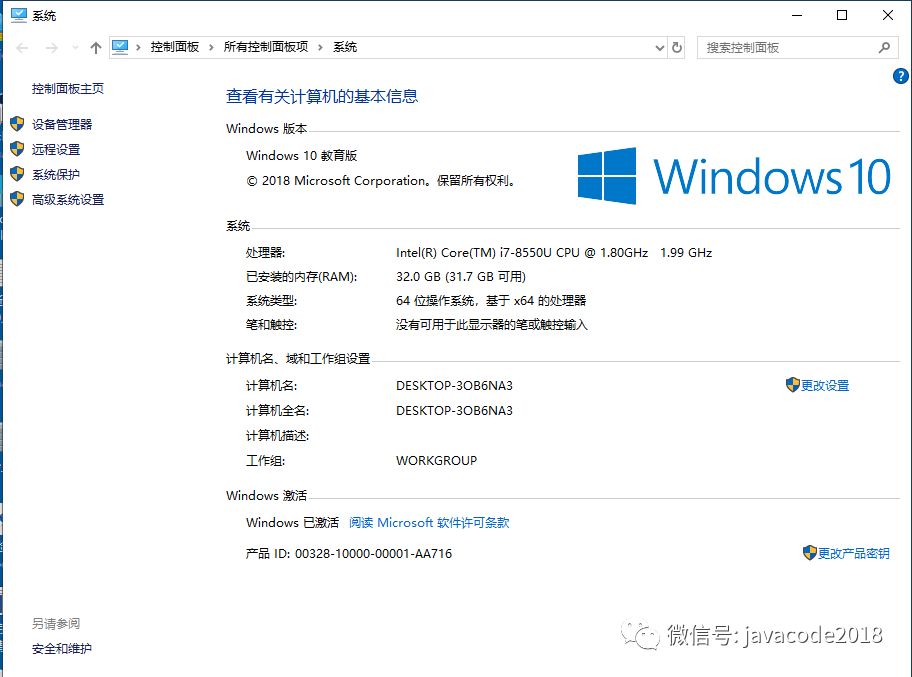 系统
控制面板 › 所有控制面板项 › 系统
搜索控制面板
?
控制面板主页
设备管理器
远程设置
系统保护
高级系统设置
查看有关计算机的基本信息
Windows 版本
Windows 10 教育版
© 2018 Microsoft Corporation。保留所有权利。
Windows 10
系统
处理器: Intel(R) Core(TM) i7-8550U CPU @ 1.80GHz 1.99 GHz
已安装的内存(RAM): 32.0 GB (31.7 GB 可用)
系统类型: 64 位操作系统，基于 x64 的处理器
笔和触控: 没有可用于此显示器的笔或触控输入
计算机名、域和工作组设置
计算机名: DESKTOP-3OB6NA3 更改设置
计算机全名: DESKTOP-3OB6NA3
计算机描述:
工作组: WORKGROUP
Windows 激活
Windows 已激活 阅读 Microsoft 软件许可条款
产品 ID: 00328-10000-00001-AA716 更改产品密钥
另请参阅
安全和维护
微信号: javacode2018